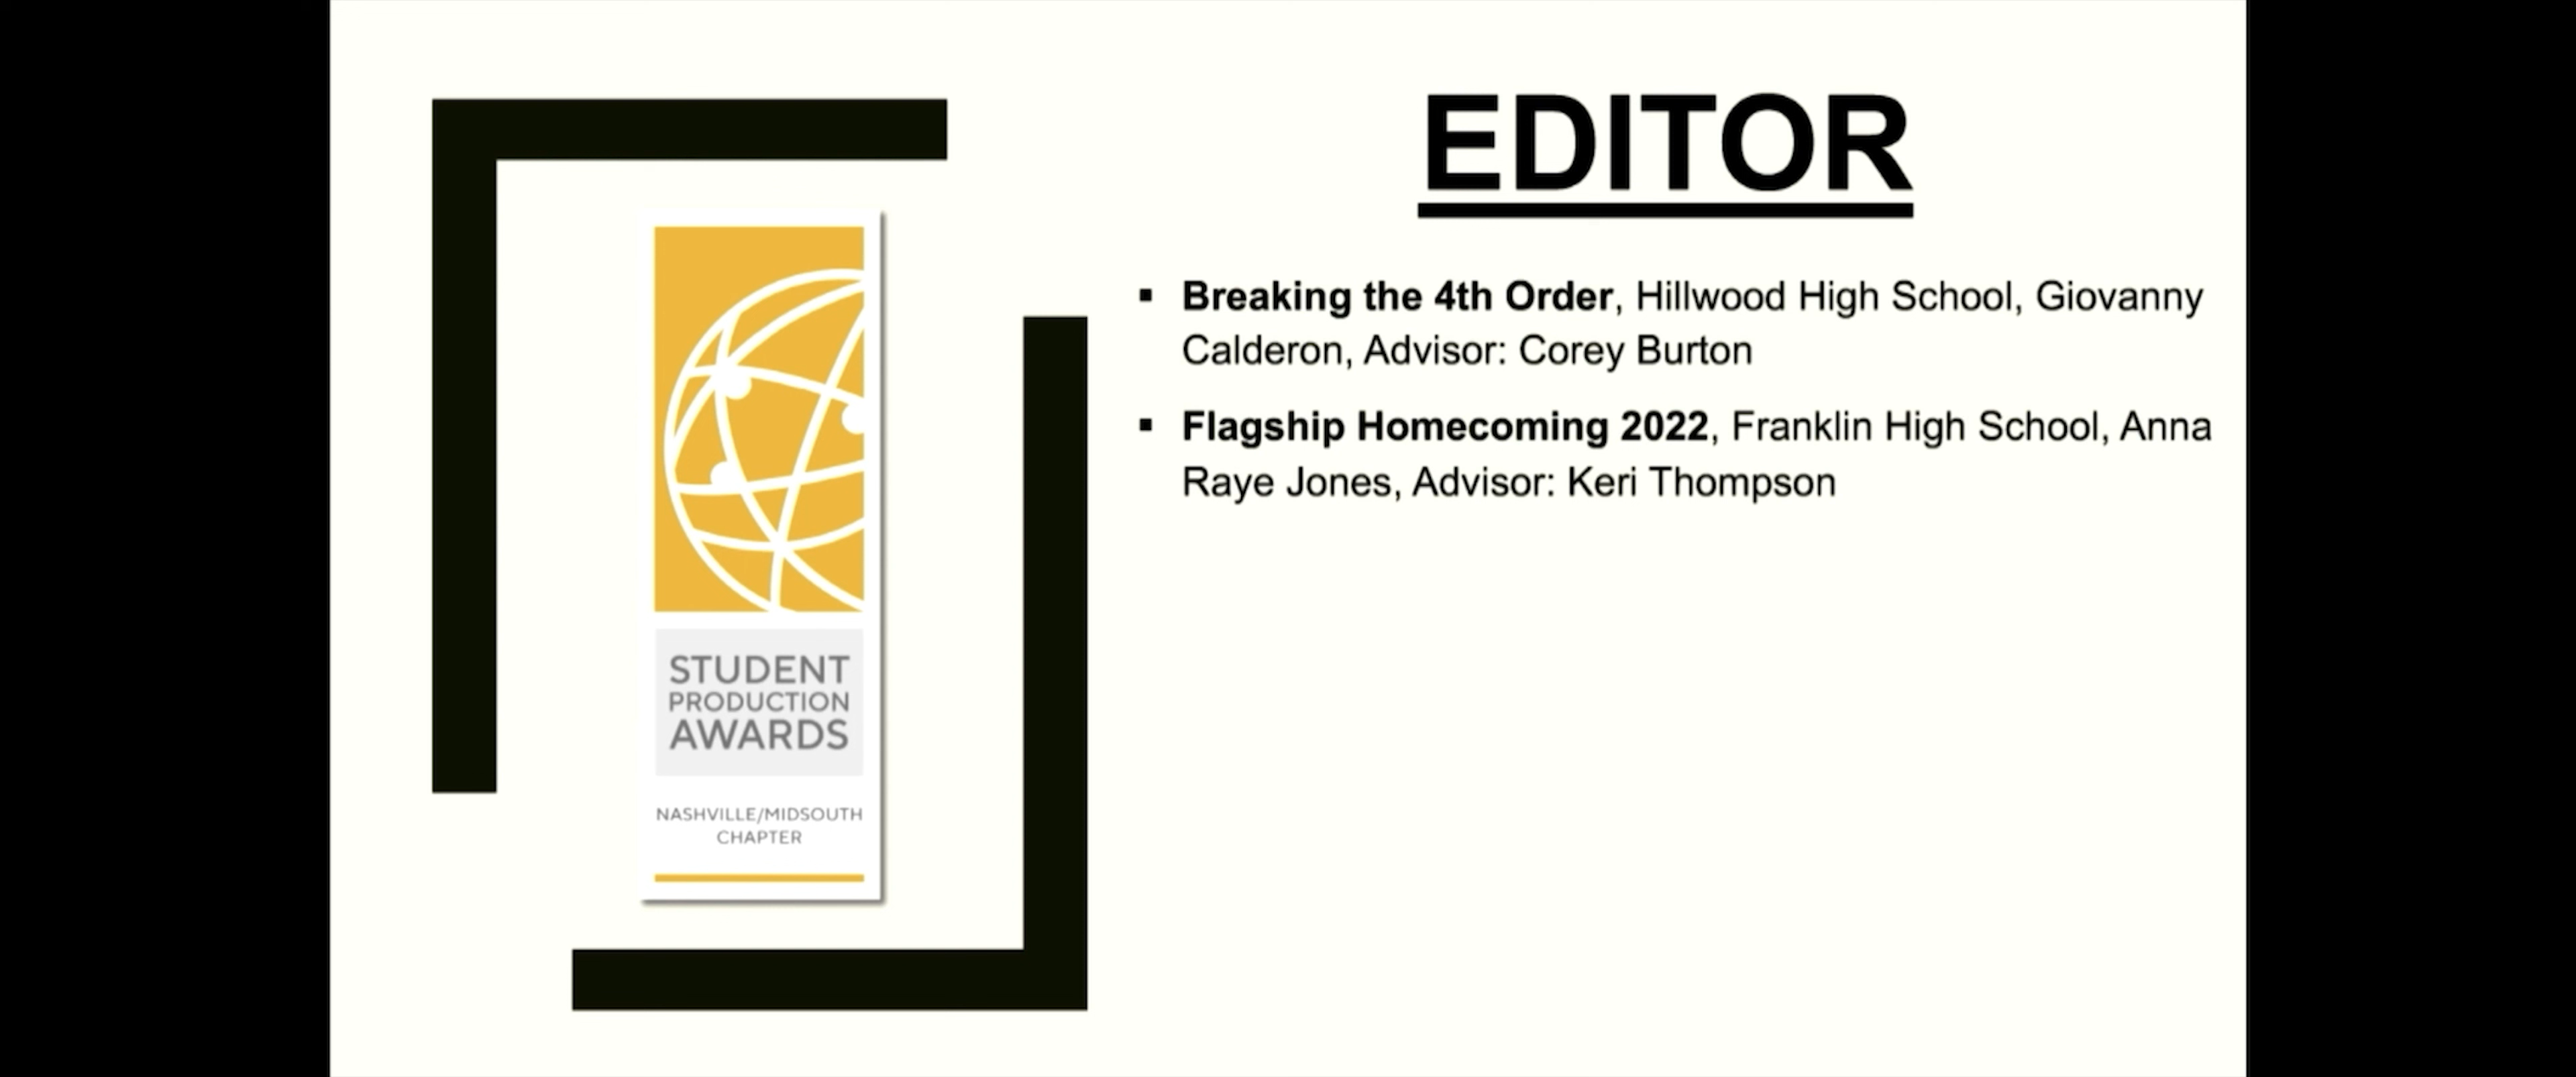 EDITOR
▪ Breaking the 4th Order, Hillwood High School, Giovanny
Calderon, Advisor: Corey Burton
▪ Flagship Homecoming 2022, Franklin High School, Anna
Raye Jones, Advisor: Keri Thompson
STUDENT
PRODUCTION
AWARDS
NASHVILLE/MIDSOUTH
CHAPTER